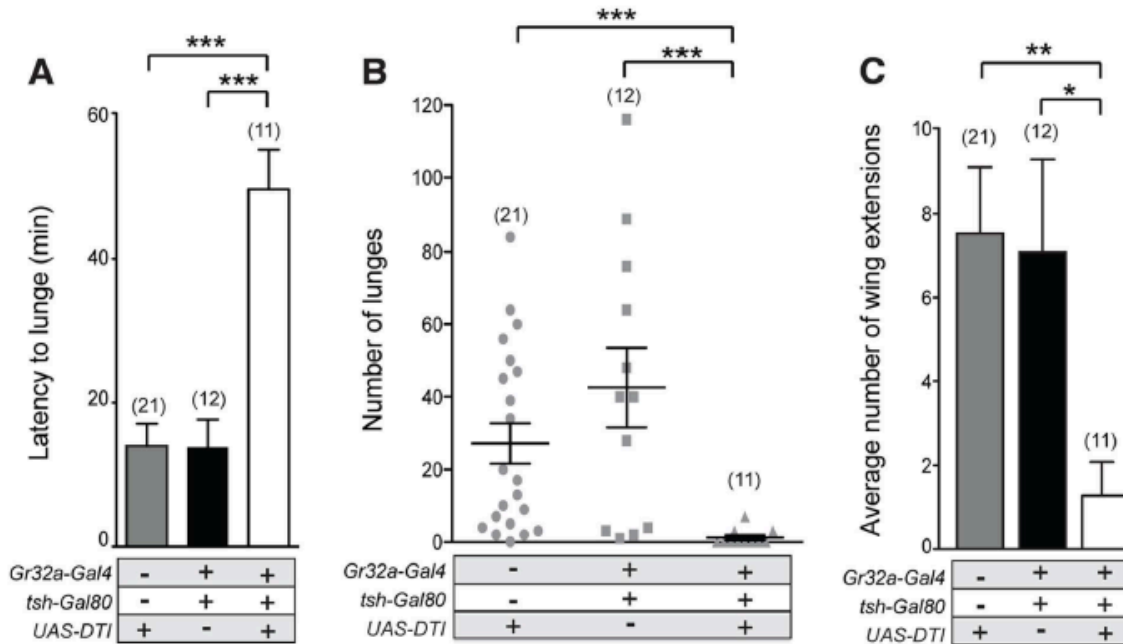 A
***
***
Latency to lunge (min)
60
40
20
0
(21)
(12)
(11)
Gr32a-Gal4 - + +
tsh-Gal80 - + +
UAS-DTI + - +
B
***
***
Number of lunges
120
100
80
60
40
20
0
(21)
(12)
(11)
Gr32a-Gal4 - + +
tsh-Gal80 - + +
UAS-DTI + - +
C
**
*
Average number of wing extensions
10
8
6
4
2
0
(21)
(12)
(11)
Gr32a-Gal4 - + +
tsh-Gal80 - + +
UAS-DTI + - +